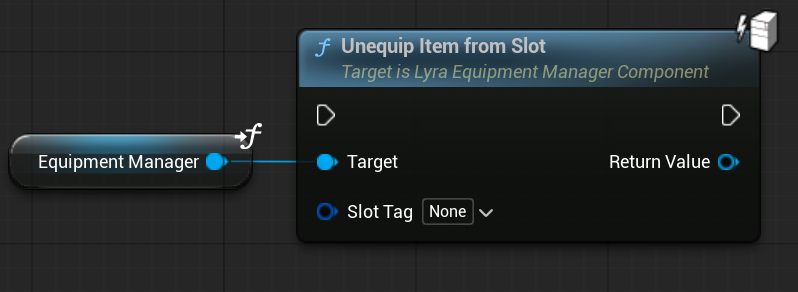 Unequip Item from Slot
Target is Lyra Equipment Manager Component
Equipment Manager
Target
Return Value
Slot Tag
None